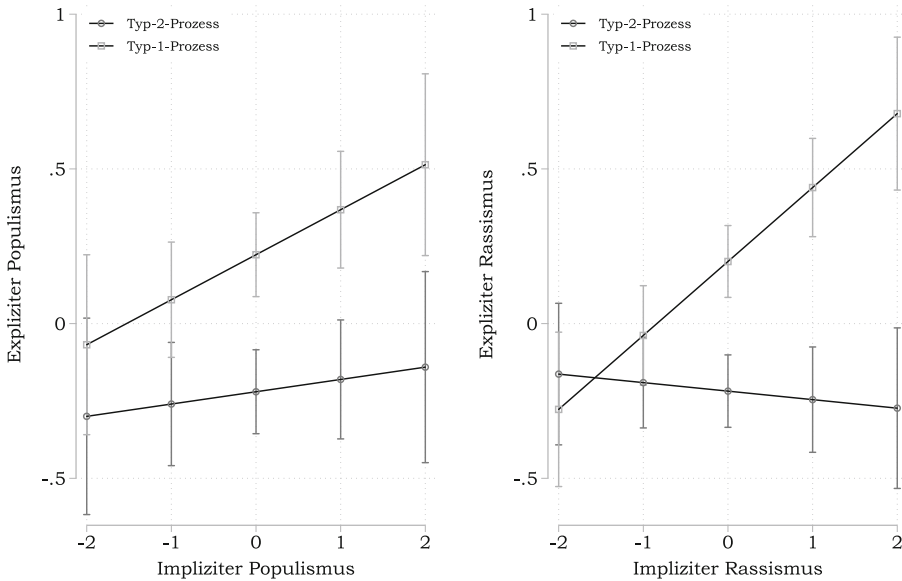 Typ-2-Prozess
Typ-1-Prozess
1
.5
0
-.5
Expliziter Populismus
-2 -1 0 1 2
Impliziter Populismus
Typ-2-Prozess
Typ-1-Prozess
1
.5
0
-.5
Expliziter Rassismus
-2 -1 0 1 2
Impliziter Rassismus